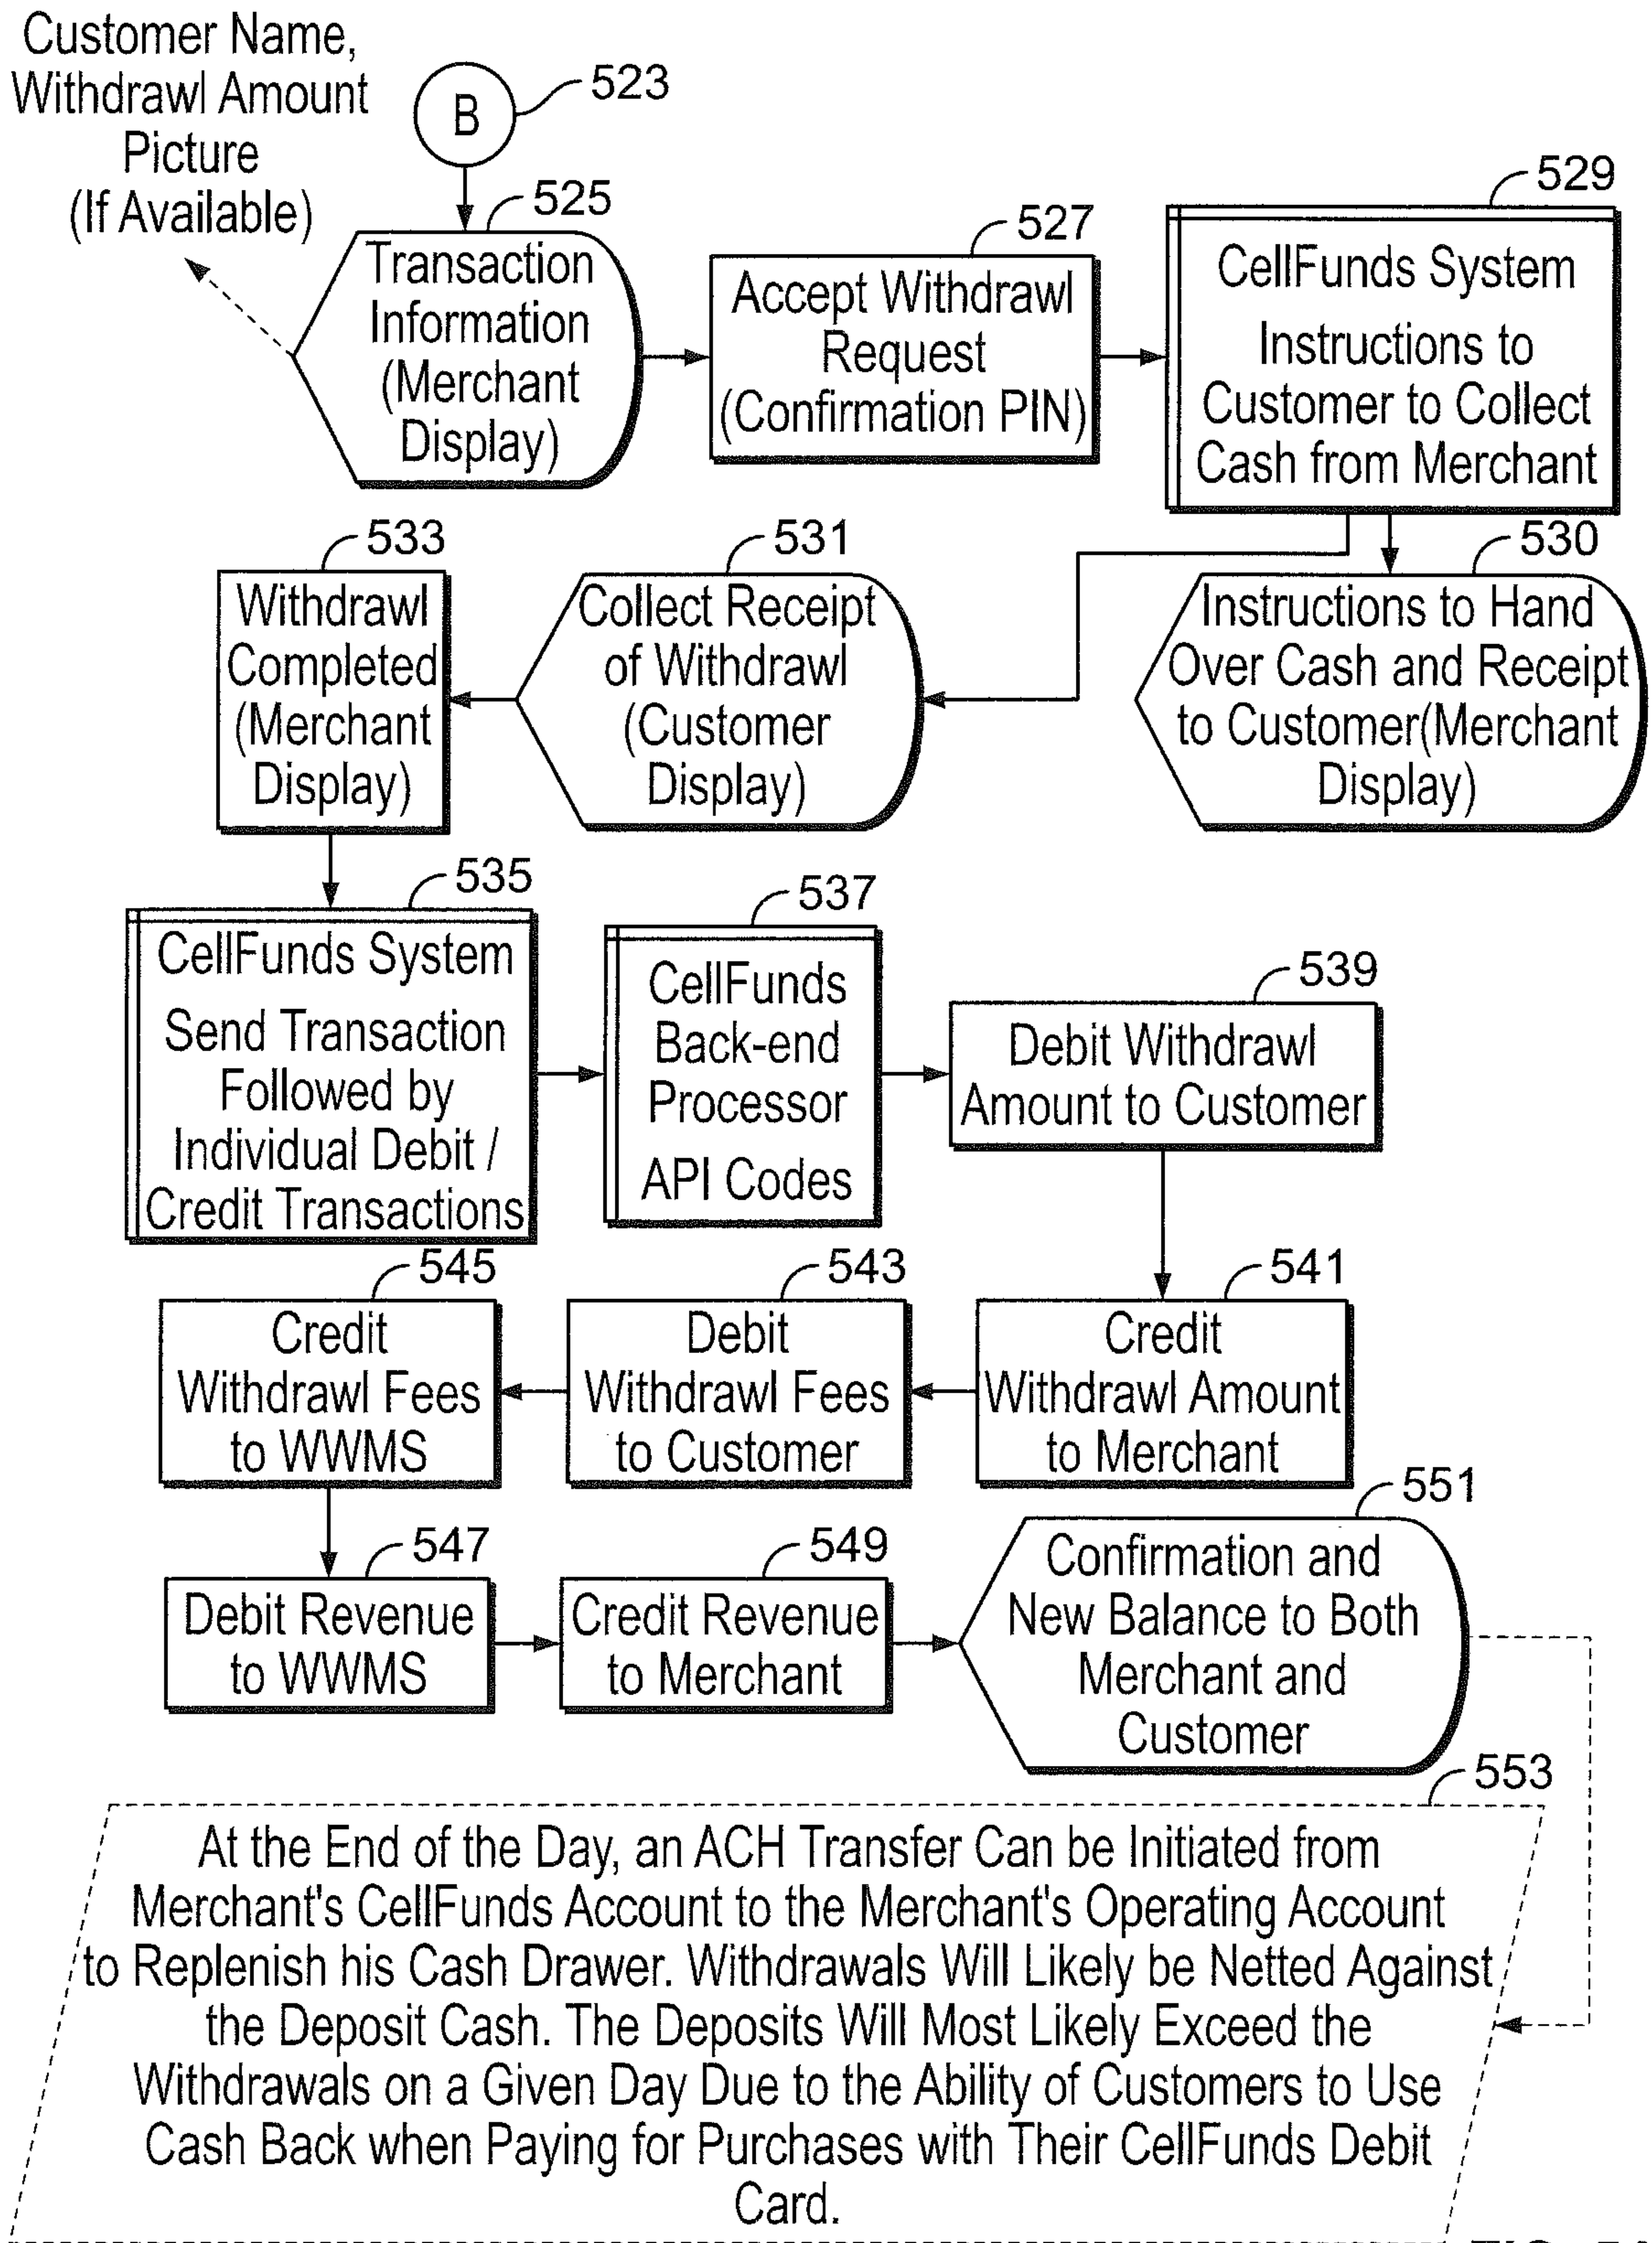 Customer Name,
Withdrawl Amount
Picture
(If Available)
B
523
525
Transaction
Information
(Merchant
Display)
527
Accept Withdrawl
Request
(Confirmation PIN)
529
CellFunds System
Instructions to
Customer to Collect
Cash from Merchant
530
Instructions to Hand
Over Cash and Receipt
to Customer(Merchant
Display)
531
Collect Receipt
of Withdrawl
(Customer
Display)
533
Withdrawl
Completed
(Merchant
Display)
535
CellFunds System
Send Transaction
Followed by
Individual Debit /
Credit Transactions
537
CellFunds
Back-end
Processor
API Codes
539
Debit Withdrawl
Amount to Customer
541
Credit
Withdrawl Amount
to Merchant
543
Debit
Withdrawl Fees
to Customer
545
Credit
Withdrawl Fees
to WWMS
547
Debit Revenue
to WWMS
549
Credit Revenue
to Merchant
551
Confirmation and
New Balance to Both
Merchant and
Customer
553
At the End of the Day, an ACH Transfer Can be Initiated from
Merchant's CellFunds Account to the Merchant's Operating Account
to Replenish his Cash Drawer. Withdrawals Will Likely be Netted Against
the Deposit Cash. The Deposits Will Most Likely Exceed the
Withdrawals on a Given Day Due to the Ability of Customers to Use
Cash Back when Paying for Purchases with Their CellFunds Debit
Card.